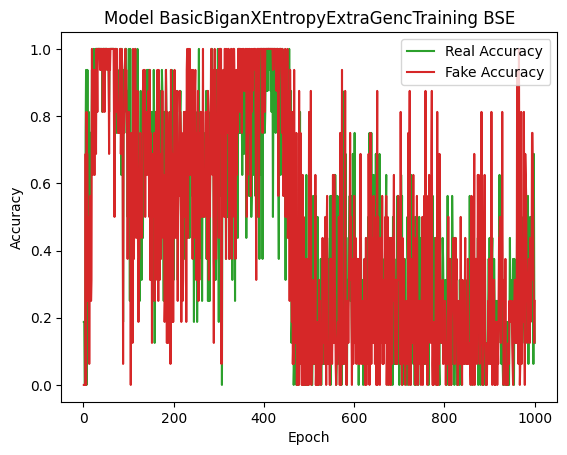 Model BasicBiganXEntropyExtraGencTraining BSE
Real Accuracy
Fake Accuracy
Accuracy
1.0
0.8
0.6
0.4
0.2
0.0
0
200
400
600
800
1000
Epoch